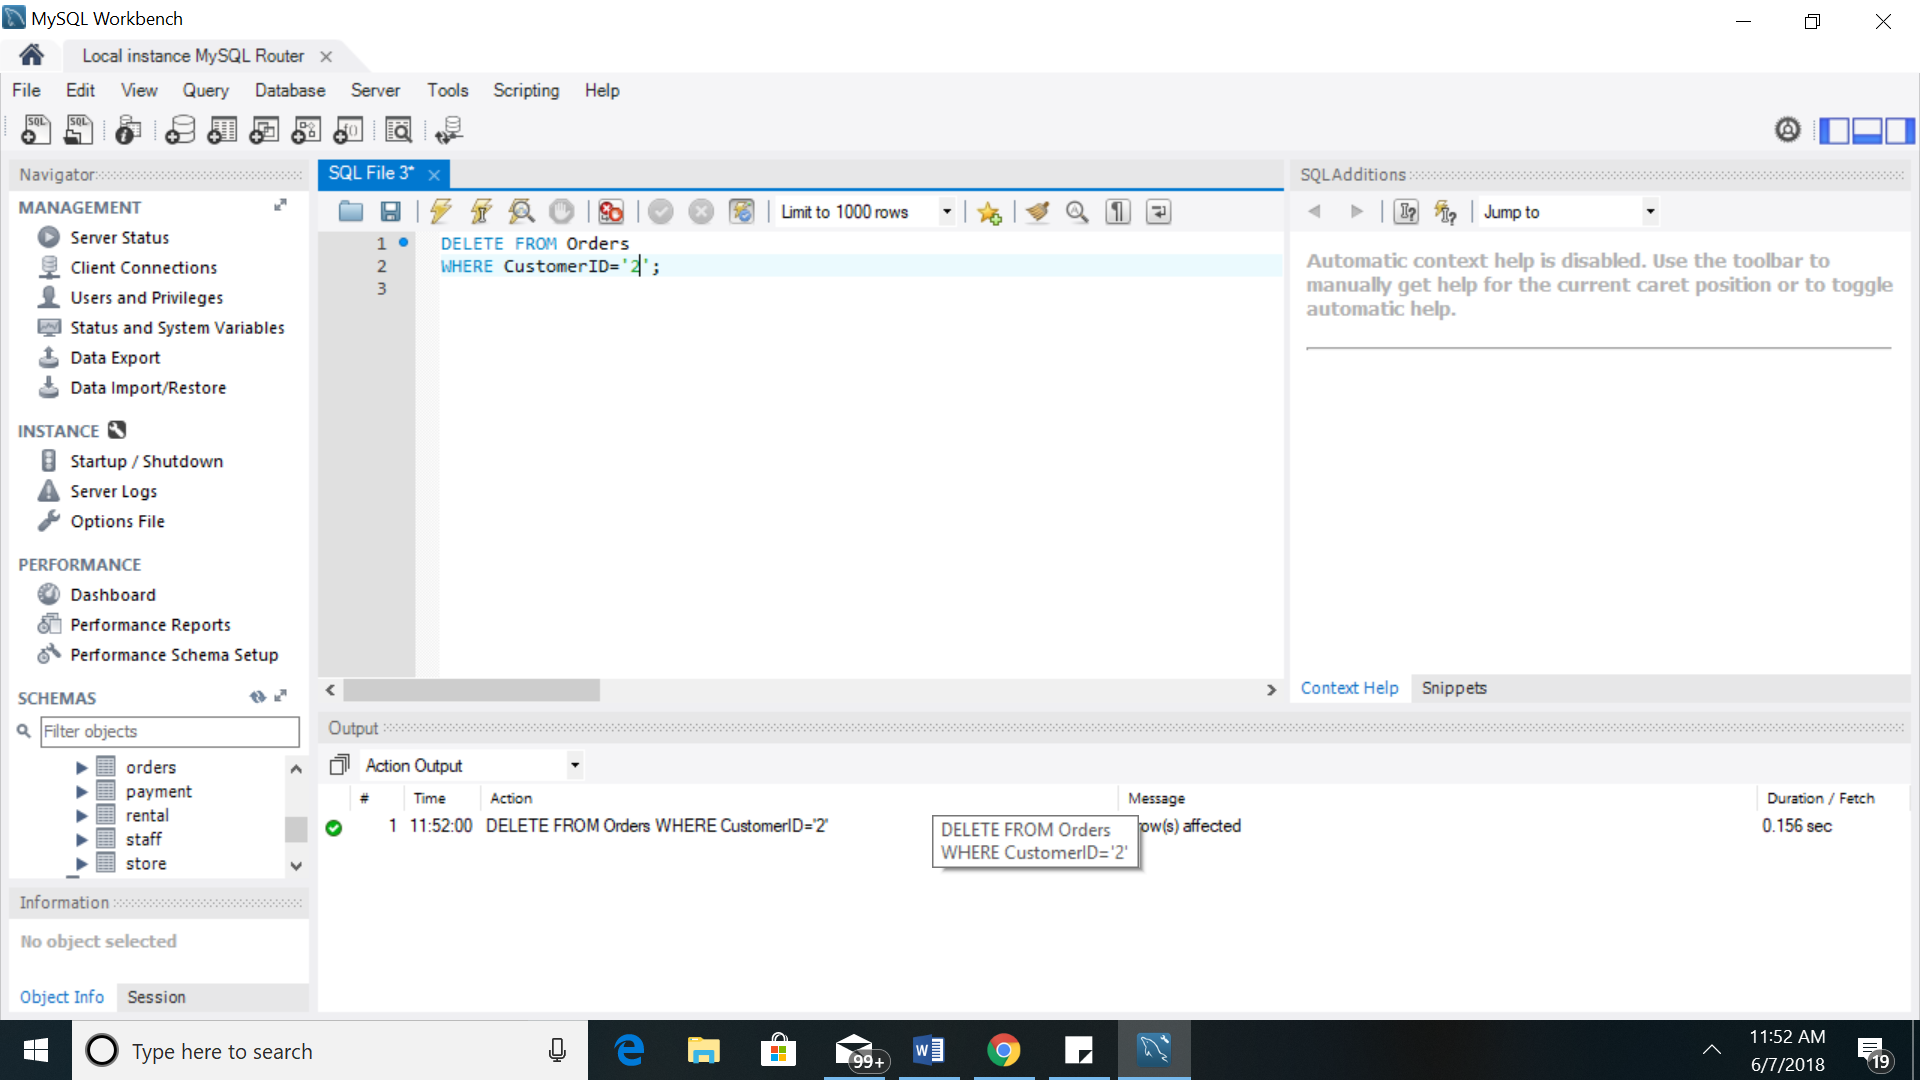 MySQL Workbench
Local instance MySQL Router
File Edit View Query Database Server Tools Scripting Help
Navigator
MANAGEMENT
Server Status
Client Connections
Users and Privileges
Status and System Variables
Data Export
Data Import/Restore
INSTANCE
Startup / Shutdown
Server Logs
Options File
PERFORMANCE
Dashboard
Performance Reports
Performance Schema Setup
SCHEMAS
Filter objects
orders
payment
rental
staff
store
Information
No object selected
Object Info Session
SQL File 3*
Limit to 1000 rows
1 DELETE FROM Orders
2 WHERE CustomerID='2';
3
SQLAdditions
Jump to
Automatic context help is disabled. Use the toolbar to
manually get help for the current caret position or to toggle
automatic help.
Context Help Snippets
Output
Action Output
# Time Action Message Duration / Fetch
1 11:52:00 DELETE FROM Orders WHERE CustomerID='2' row(s) affected 0.156 sec
DELETE FROM Orders
WHERE CustomerID='2'
Type here to search
99+
11:52 AM
6/7/2018
19